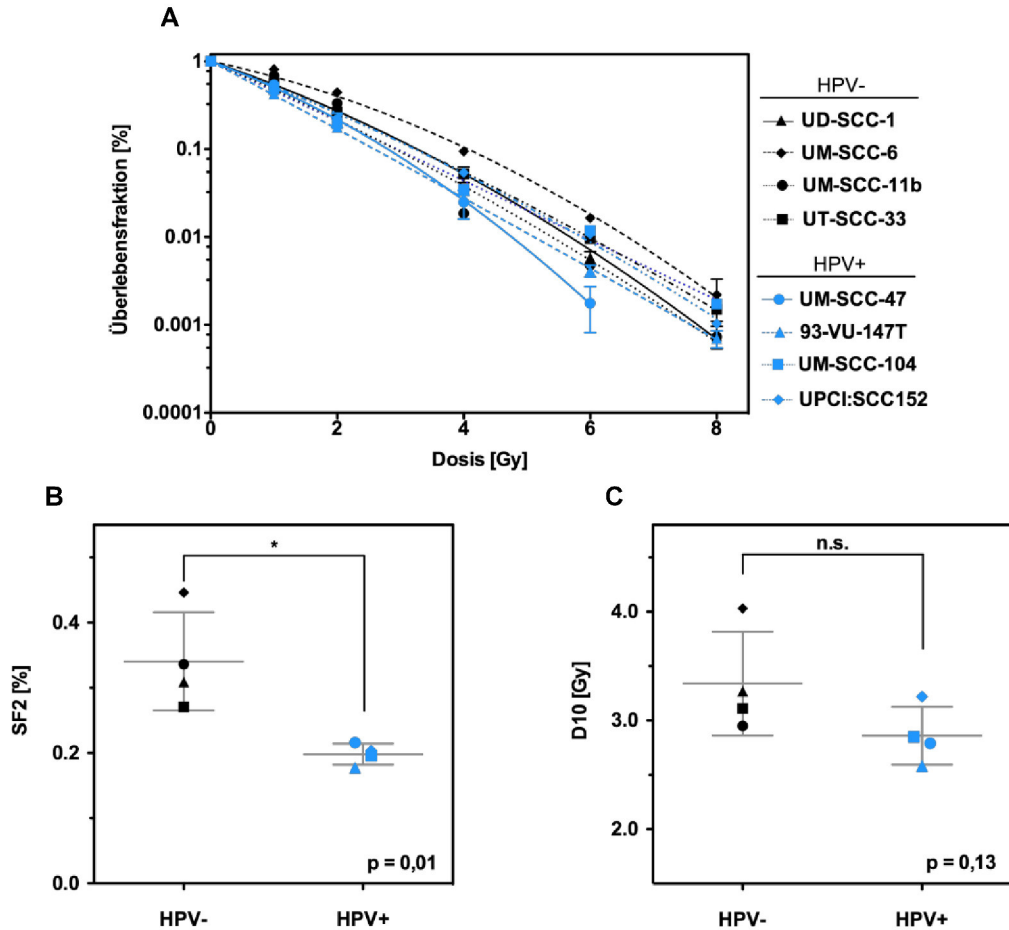 A
Überlebensfraktion [%]
1
0.1
0.01
0.001
0.0001
0
2
4
6
8
Dosis [Gy]
HPV-
UD-SCC-1
UM-SCC-6
UM-SCC-11b
UT-SCC-33
HPV+
UM-SCC-47
93-VU-147T
UM-SCC-104
UPCI:SCC152
B
SF2 [%]
0.4
0.2
0.0
*
p = 0,01
HPV-
HPV+
C
D10 [Gy]
4.0
3.0
2.0
n.s.
p = 0,13
HPV-
HPV+